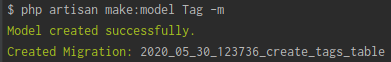 $ php artisan make:model Tag -m
Model created successfully.
Created Migration: 2020_05_30_123736_create_tags_table